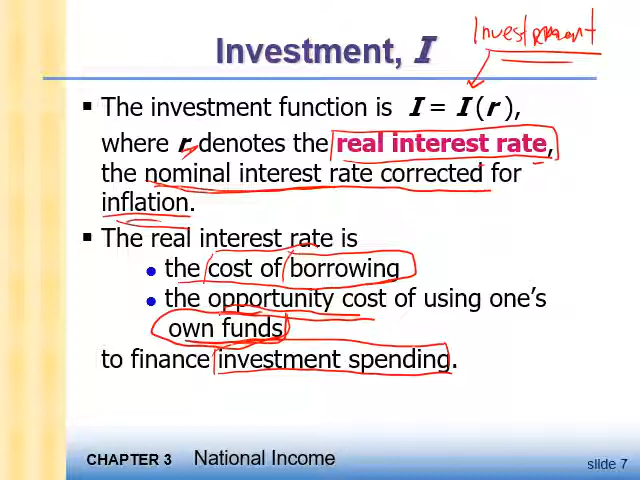 Investment
Investment, I
▪ The investment function is I = I (r ),
where r denotes the real interest rate,
the nominal interest rate corrected for
inflation.
▪ The real interest rate is
• the cost of borrowing
• the opportunity cost of using one's
own funds
to finance investment spending.
CHAPTER 3 National Income
slide 7